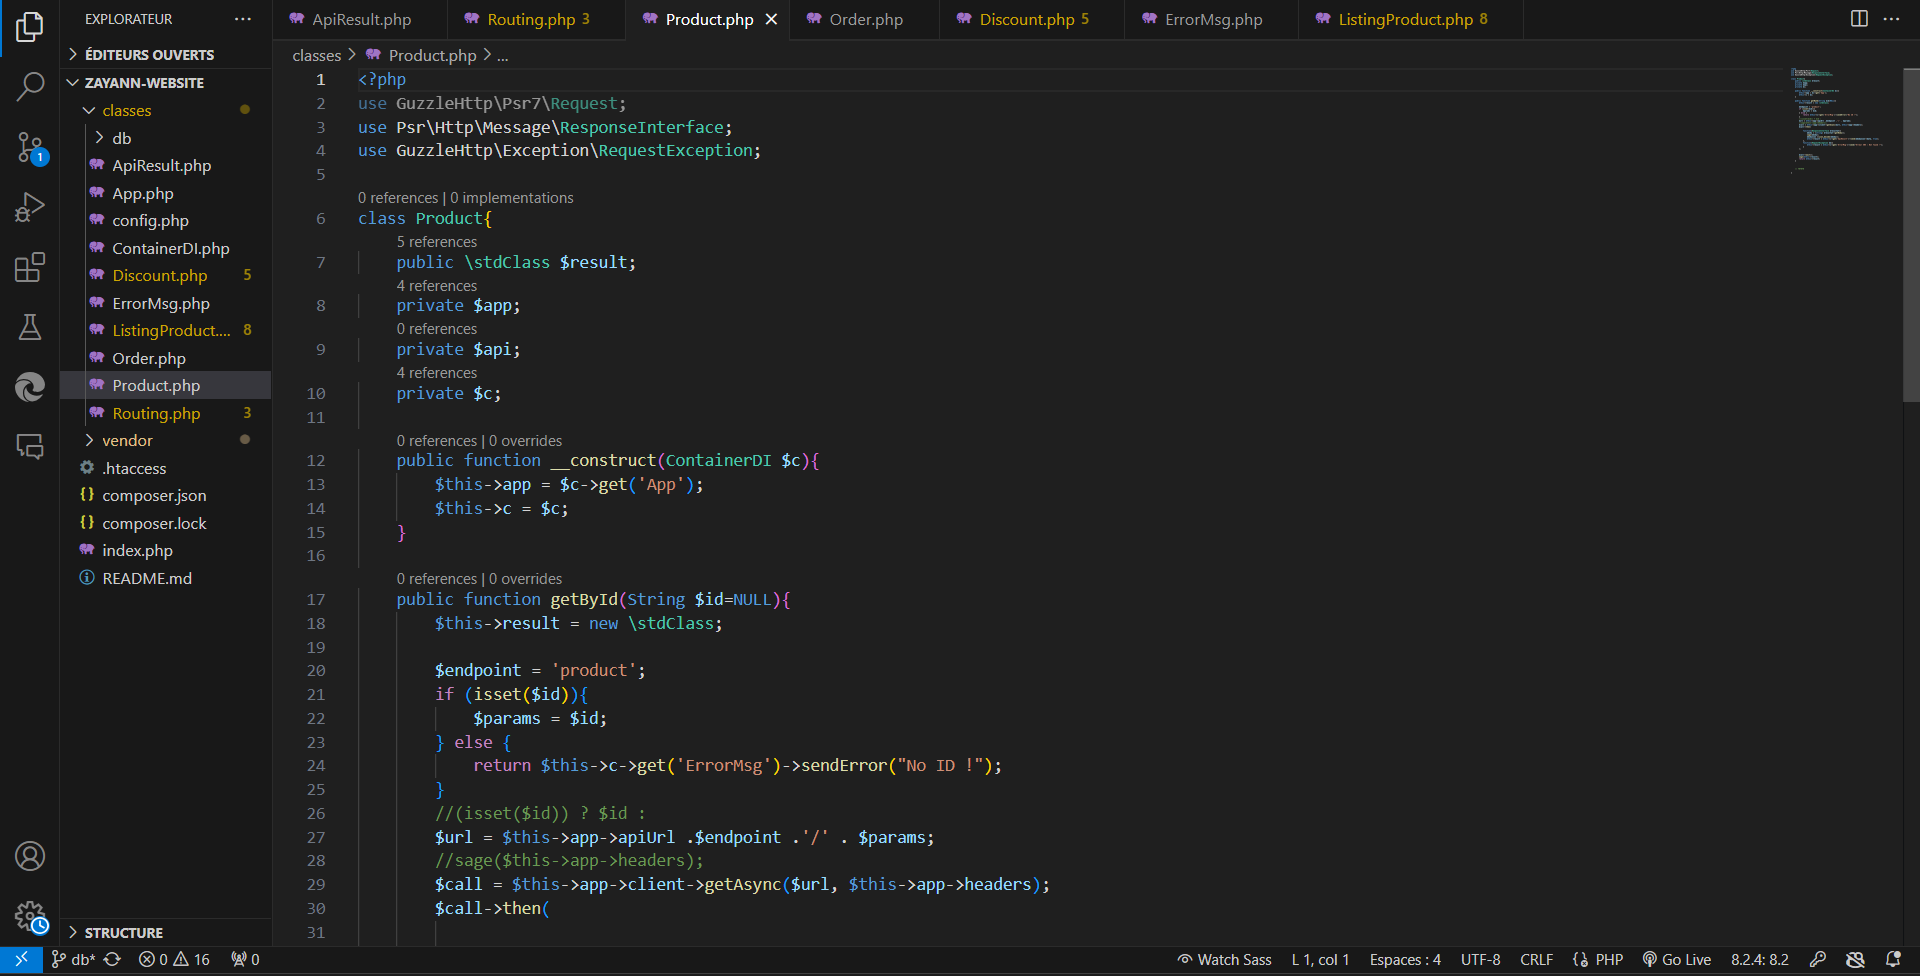 EXPLORATEUR ···
ÉDITEURS OUVERTS
ZAYANN-WEBSITE
classes
db
ApiResult.php
App.php
config.php
ContainerDI.php
Discount.php 5
ErrorMsg.php
ListingProduct.... 8
Order.php
Product.php
Routing.php 3
vendor
.htaccess
{} composer.json
{} composer.lock
index.php
README.md
STRUCTURE
1
ApiResult.php Routing.php 3 Product.php Order.php Discount.php 5 ErrorMsg.php ListingProduct.php 8
classes > Product.php > ...
1 <?php
2 use GuzzleHttp\Psr7\Request;
3 use Psr\Http\Message\ResponseInterface;
4 use GuzzleHttp\Exception\RequestException;
5
0 references | 0 implementations
6 class Product{
5 references
7 public \stdClass $result;
4 references
8 private $app;
0 references
9 private $api;
4 references
10 private $c;
11
0 references | 0 overrides
12 public function __construct(ContainerDI $c){
13 $this->app = $c->get('App');
14 $this->c = $c;
15 }
16
0 references | 0 overrides
17 public function getById(String $id=NULL){
18 $this->result = new \stdClass;
19
20 $endpoint = 'product';
21 if (isset($id)){
22 $params = $id;
23 } else {
24 return $this->c->get('ErrorMsg')->sendError("No ID !");
25 }
26 //(isset($id)) ? $id :
27 $url = $this->app->apiUrl .$endpoint .'/' . $params;
28 //sage($this->app->headers);
29 $call = $this->app->client->getAsync($url, $this->app->headers);
30 $call->then(
31
db* 0 16 0 Watch Sass L 1, col 1 Espaces : 4 UTF-8 CRLF {} PHP Go Live 8.2.4: 8.2